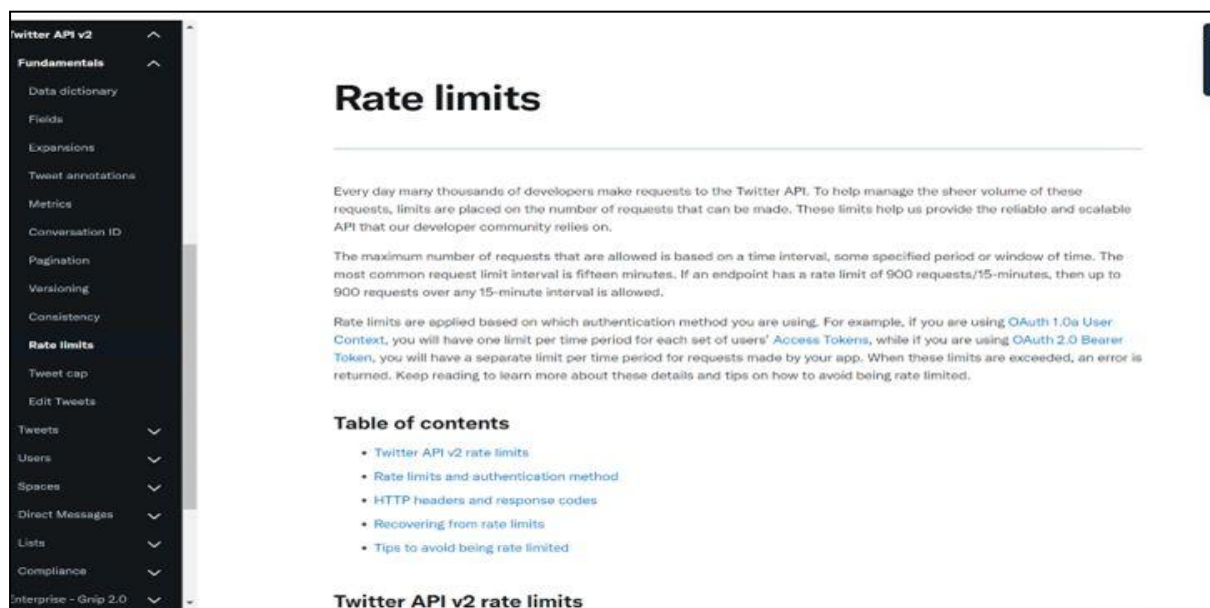 Twitter API v2
Fundamentals
Data dictionary
Fields
Expansions
Tweet annotations
Metrics
Conversation ID
Pagination
Versioning
Consistency
Rate limits
Tweet cap
Edit Tweets
Tweets
Users
Spaces
Direct Messages
Lists
Compliance
Enterprise - Gnip 2.0
Rate limits
Every day many thousands of developers make requests to the Twitter API. To help manage the sheer volume of these
requests, limits are placed on the number of requests that can be made. These limits help us provide the reliable and scalable
API that our developer community relies on.
The maximum number of requests that are allowed is based on a time interval, some specified period or window of time. The
most common request limit interval is fifteen minutes. If an endpoint has a rate limit of 900 requests/15-minutes, then up to
900 requests over any 15-minute interval is allowed.
Rate limits are applied based on which authentication method you are using. For example, if you are using OAuth 1.0a User
Context, you will have one limit per time period for each set of users' Access Tokens, while if you are using OAuth 2.0 Bearer
Token, you will have a separate limit per time period for requests made by your app. When these limits are exceeded, an error is
returned. Keep reading to learn more about these details and tips on how to avoid being rate limited.
Table of contents
• Twitter API v2 rate limits
• Rate limits and authentication method
• HTTP headers and response codes
• Recovering from rate limits
• Tips to avoid being rate limited
Twitter API v2 rate limits